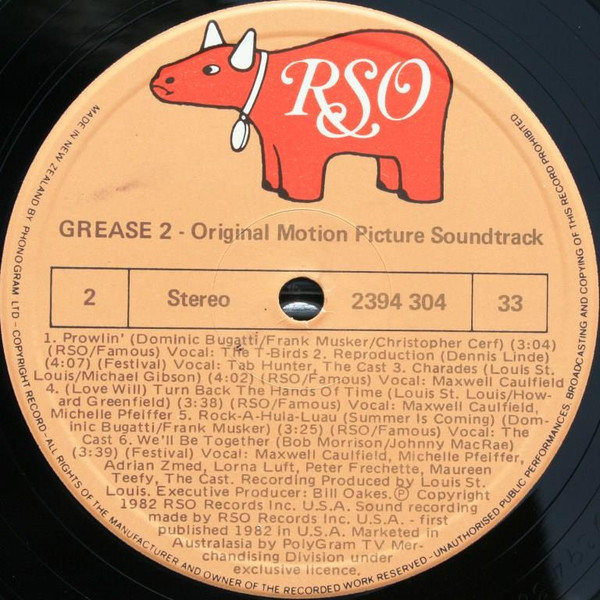 RSO
GREASE 2 - Original Motion Picture Soundtrack
2 Stereo 2394 304 33
1. Prowlin' (Dominic Bugatti/Frank Musker/Christopher Cerf) (3:04)
(RSO/Famous) Vocal: The T-Birds 2. Reproduction (Dennis Linde)
(4:07) (Festival) Vocal: Tab Hunter, The Cast 3. Charades (Louis St.
Louis/Michael Gibson) (4:02) (RSO/Famous) Vocal: Maxwell Caulfield
4. (Love Will) Turn Back The Hands Of Time (Louis St. Louis/How-
ard Greenfield) (3:38) (RSO/Famous) Vocal: Maxwell Caulfield,
Michelle Pfeiffer 5. Rock-A-Hula-Luau (Summer Is Coming) (Dom-
inic Bugatti/Frank Musker) (3:25) (RSO/Famous) Vocal: The
Cast 6. We'll Be Together (Bob Morrison/Johnny MacRae)
(3:39) (Festival) Vocal: Maxwell Caulfield, Michelle Pfeiffer,
Adrian Zmed, Lorna Luft, Peter Frechette, Maureen
Teefy, The Cast. Recording Produced by Louis St.
Louis. Executive Producer: Bill Oakes. Ⓟ Copyright
1982 RSO Records Inc. U.S.A. Sound recording
made by RSO Records Inc. U.S.A. - first
published 1982 in U.S.A. Marketed in
Australasia by PolyGram TV Mer-
chandising Division under
exclusive licence.
MADE IN NEW ZEALAND BY PHONOGRAM LTD - COPYRIGHT RECORD - ALL RIGHTS OF THE MANUFACTURER AND OWNER OF THE RECORDED WORK RESERVED - UNAUTHORISED PUBLIC PERFORMANCES, BROADCASTING AND COPYING OF THIS RECORD PROHIBITED